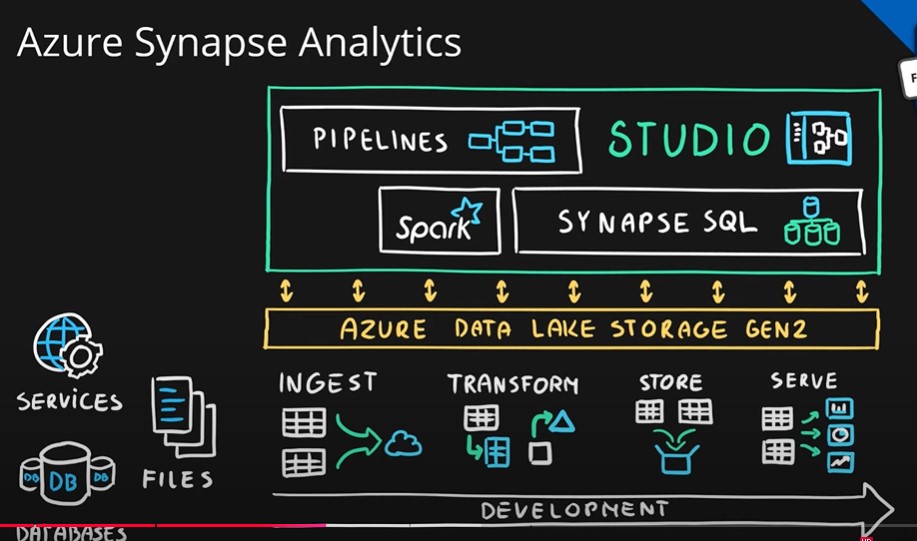 Azure Synapse Analytics
PIPELINES
STUDIO
Spark
SYNAPSE SQL
AZURE DATA LAKE STORAGE GEN2
SERVICES
DB DB DB
DATABASES
FILES
INGEST
TRANSFORM
STORE
SERVE
DEVELOPMENT
F
HD